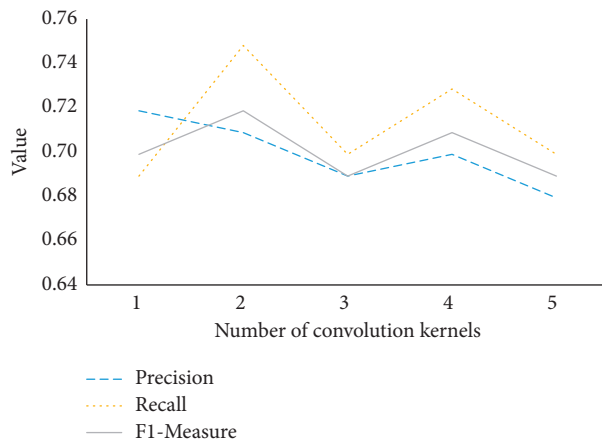 0.76
0.74
0.72
0.70
0.68
0.66
0.64
Value
1 2 3 4 5
Number of convolution kernels
Precision
Recall
F1-Measure